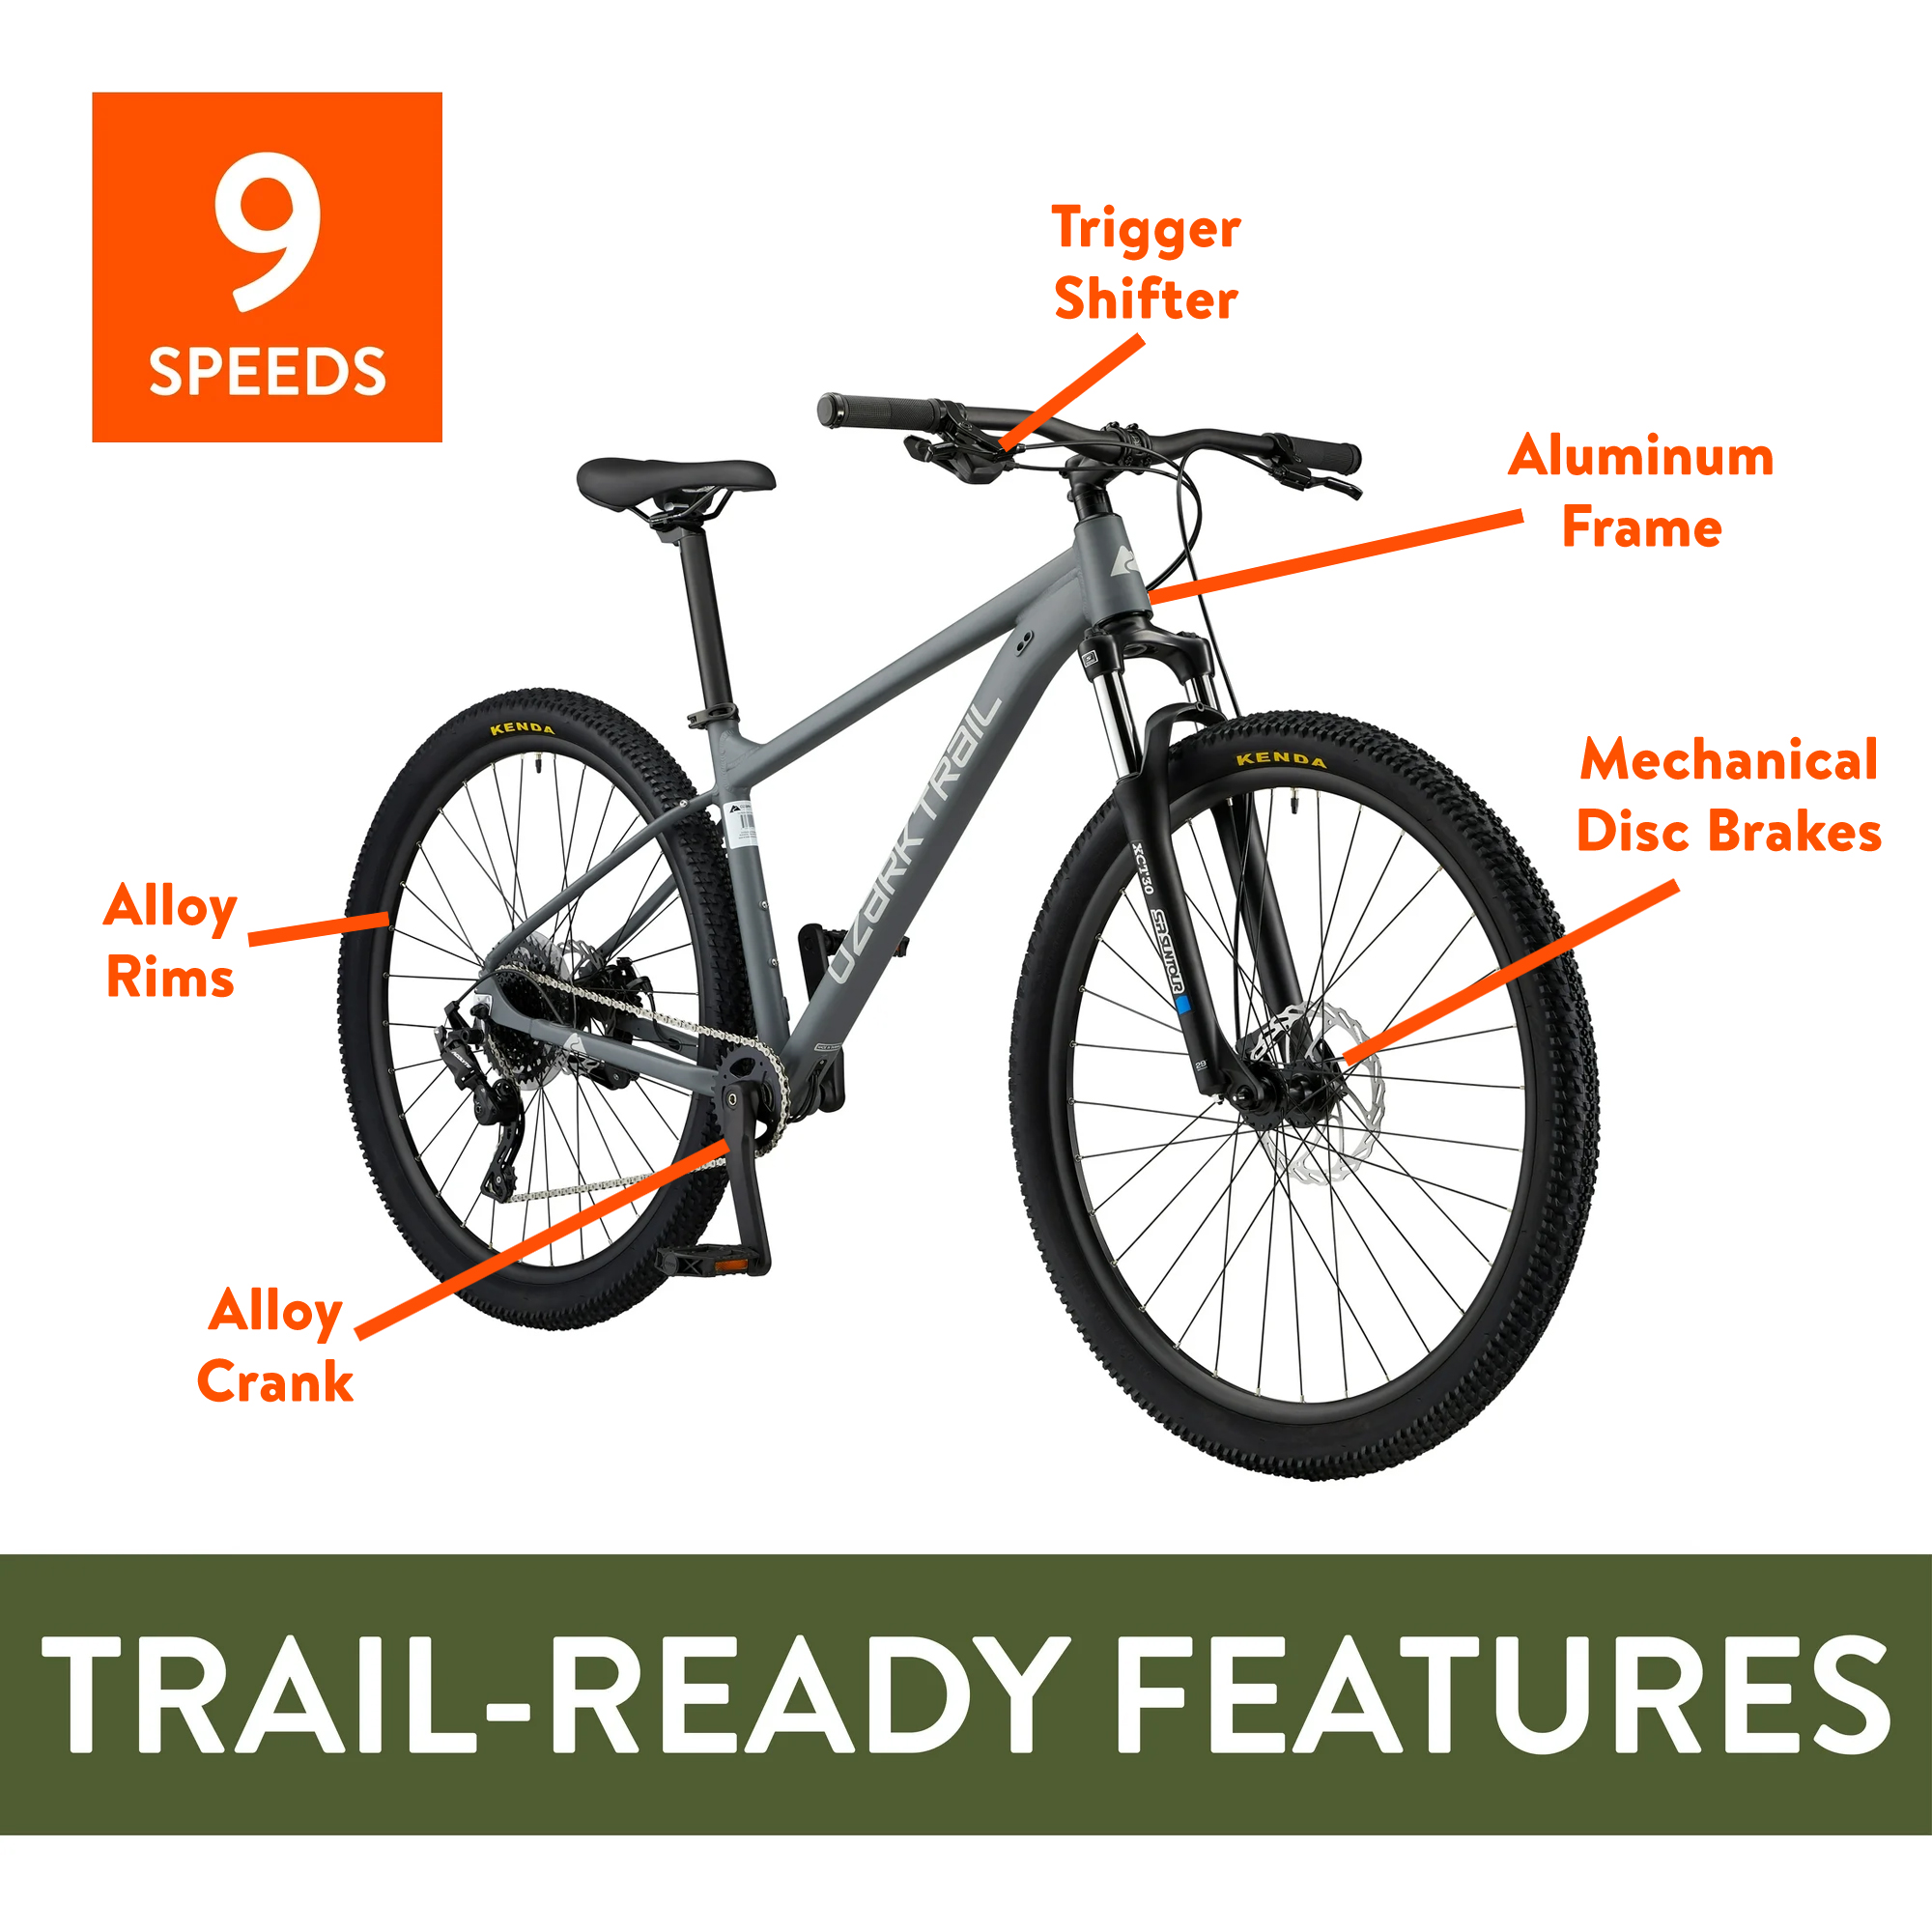 9
SPEEDS
Trigger
Shifter
Aluminum
Frame
Mechanical
Disc Brakes
Alloy
Rims
Alloy
Crank
KENDA
KENDA
OZARK TRAIL
XCT30
SR SUNTOUR
TRAIL-READY FEATURES